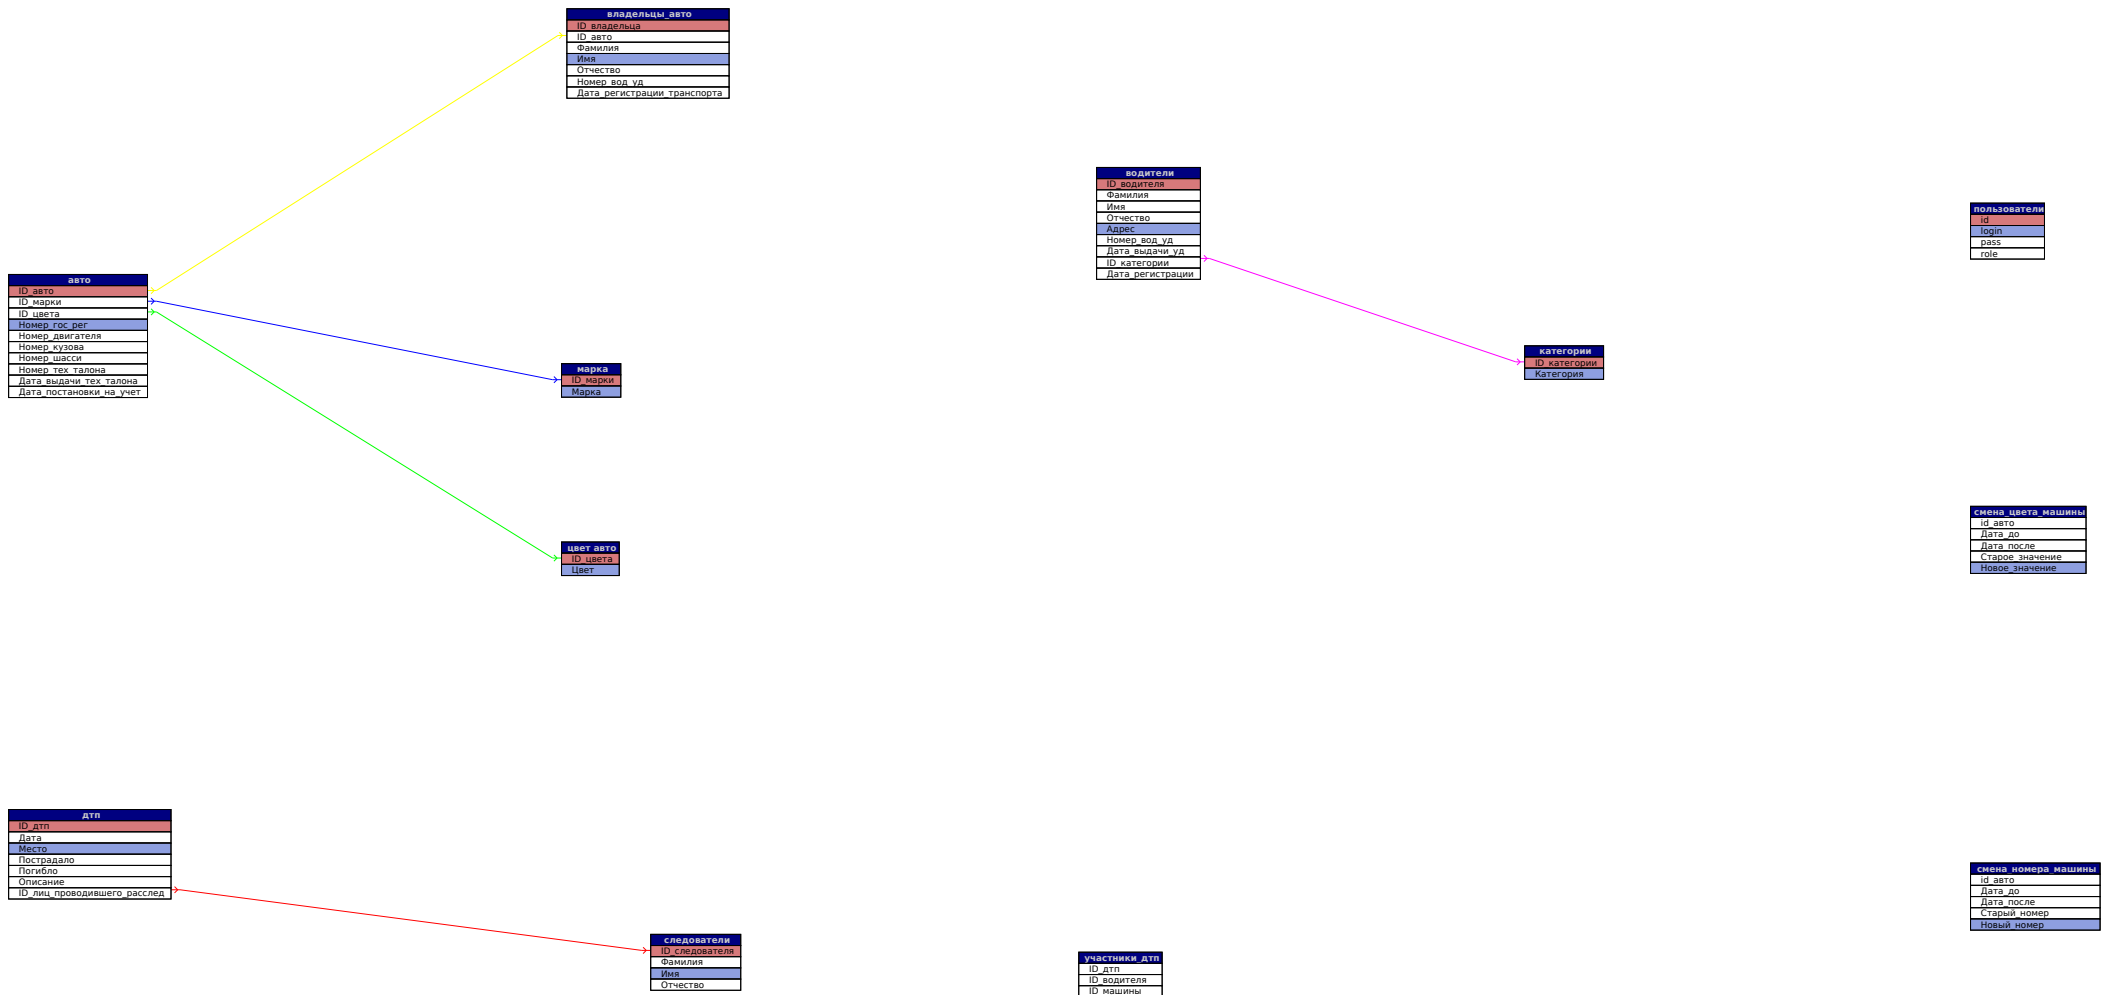 владельцы_авто
ID_владельца
ID_авто
Фамилия
Имя
Отчество
Номер_вод_уд
Дата_регистрации_транспорта
водители
ID_водителя
Фамилия
Имя
Отчество
Адрес
Номер_вод_уд
Дата_выдачи_уд
ID_категории
Дата_регистрации
пользователи
id
login
pass
role
авто
ID_авто
ID_марки
ID_цвета
Номер_гос_рег
Номер_двигателя
Номер_кузова
Номер_шасси
Номер_тех_талона
Дата_выдачи_тех_талона
Дата_постановки_на_учет
марка
ID_марки
Марка
категории
ID_категории
Категория
цвет авто
ID_цвета
Цвет
смена_цвета_машины
id_авто
Дата_до
Дата_после
Старое_значение
Новое_значение
дтп
ID_дтп
Дата
Место
Пострадало
Погибло
Описание
ID_лиц_проводившего_расслед
следователи
ID_следователя
Фамилия
Имя
Отчество
участники_дтп
ID_дтп
ID_водителя
ID_машины
смена_номера_машины
id_авто
Дата_до
Дата_после
Старый_номер
Новый_номер